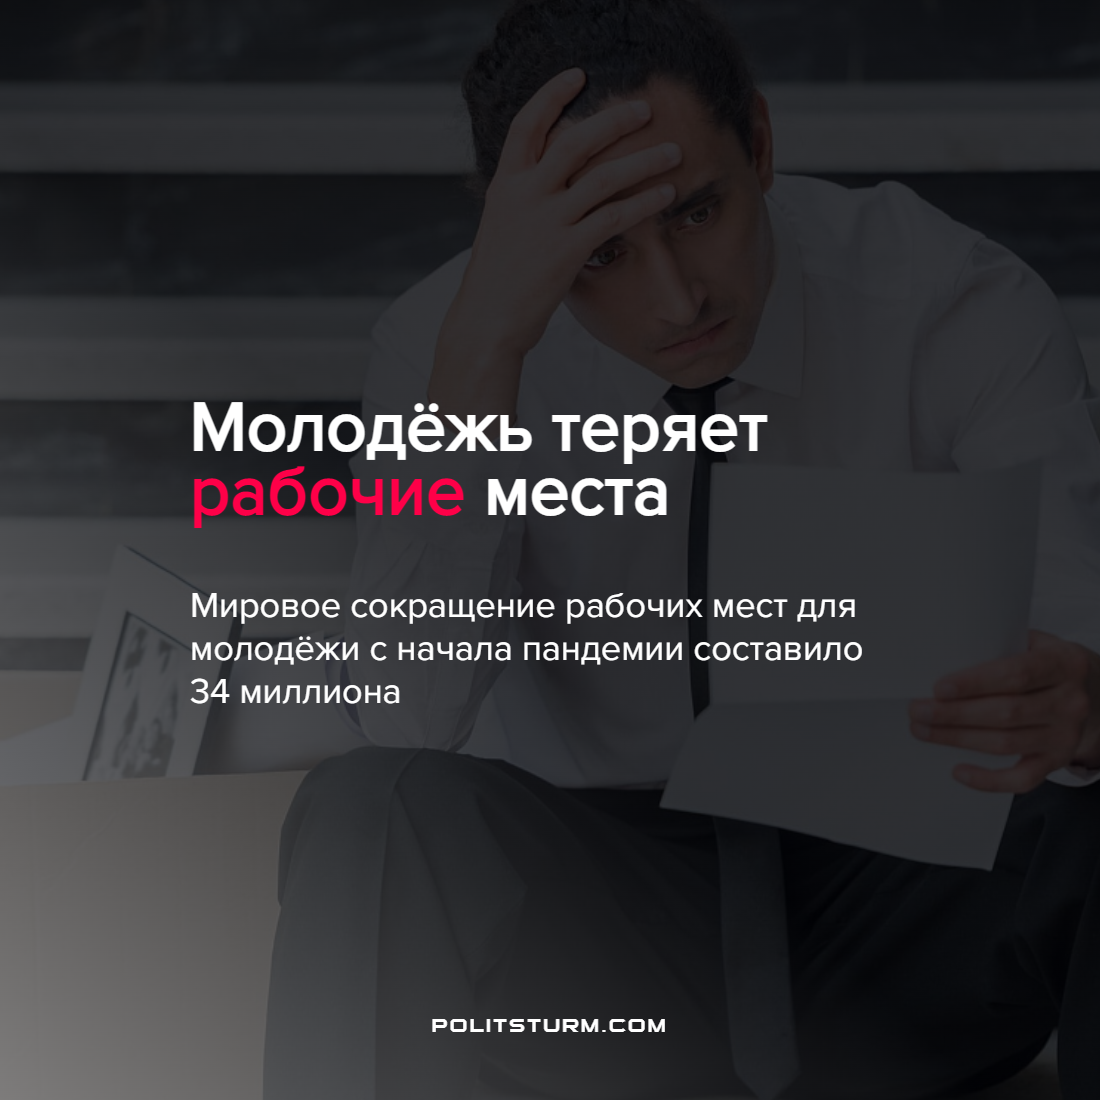 Молодёжь теряет
рабочие места
Мировое сокращение рабочих мест для
молодёжи с начала пандемии составило
34 миллиона
POLITSTURM.COM